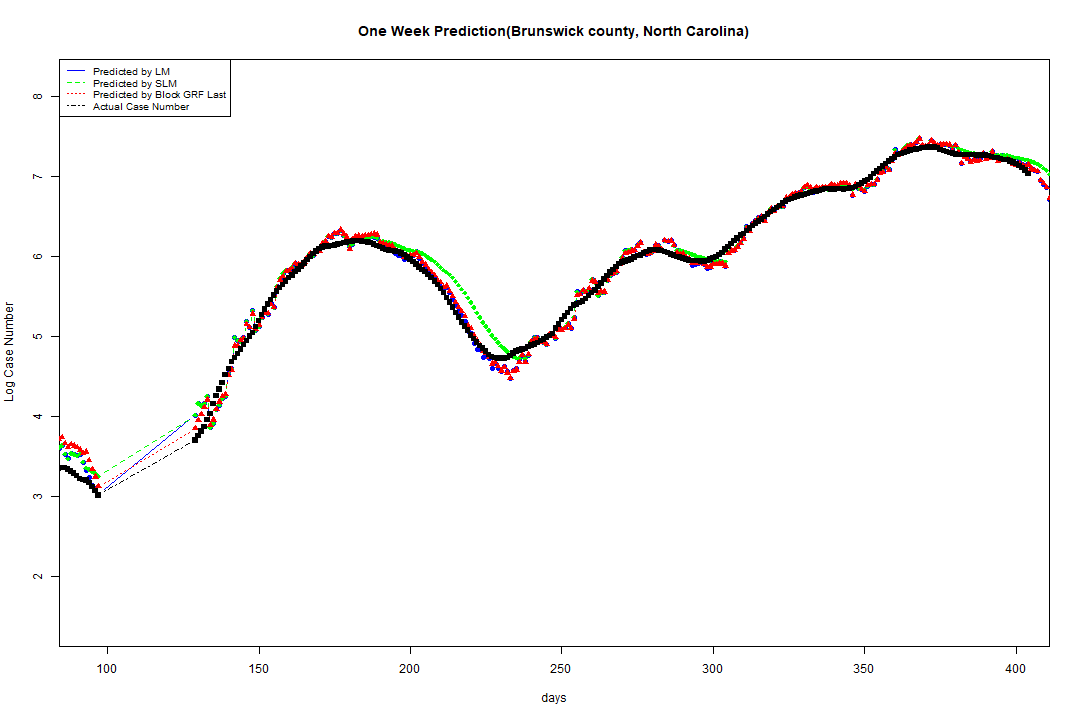 One Week Prediction(Brunswick county, North Carolina)
Predicted by LM
Predicted by SLM
Predicted by Block GRF Last
Actual Case Number
8
7
6
5
4
3
2
Log Case Number
100 150 200 250 300 350 400
days